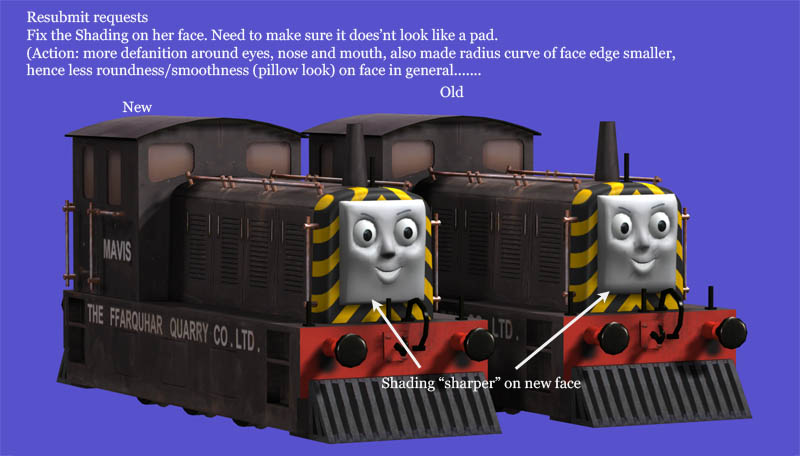 Resubmit requests
Fix the Shading on her face. Need to make sure it does'nt look like a pad.
(Action: more defanition around eyes, nose and mouth, also made radius curve of face edge smaller,
hence less roundness/smoothness (pillow look) on face in general.......
New
Old
MAVIS
THE FFARQUHAR QUARRY CO. LTD.
LTD.
Shading “sharper” on new face